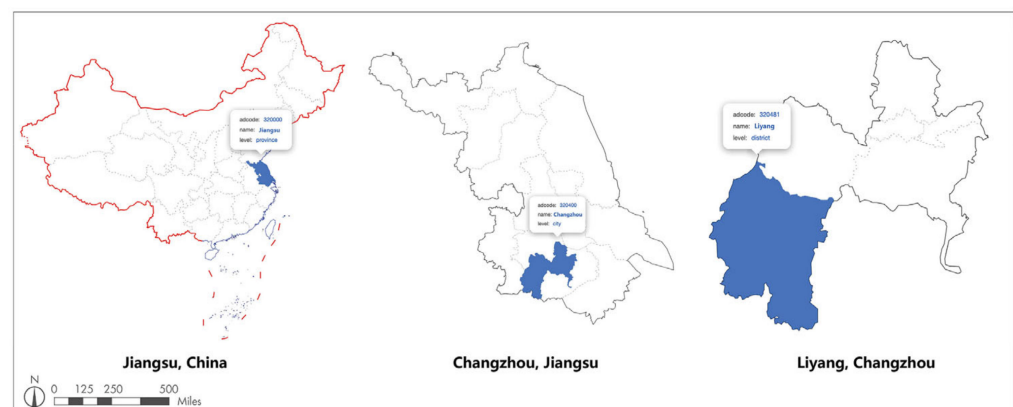 adcode: 320000
name: Jiangsu
level: province
adcode: 320400
name: Changzhou
level: city
adcode: 320481
name: Liyang
level: district
Jiangsu, China
Changzhou, Jiangsu
Liyang, Changzhou
N
0 125 250 500
Miles